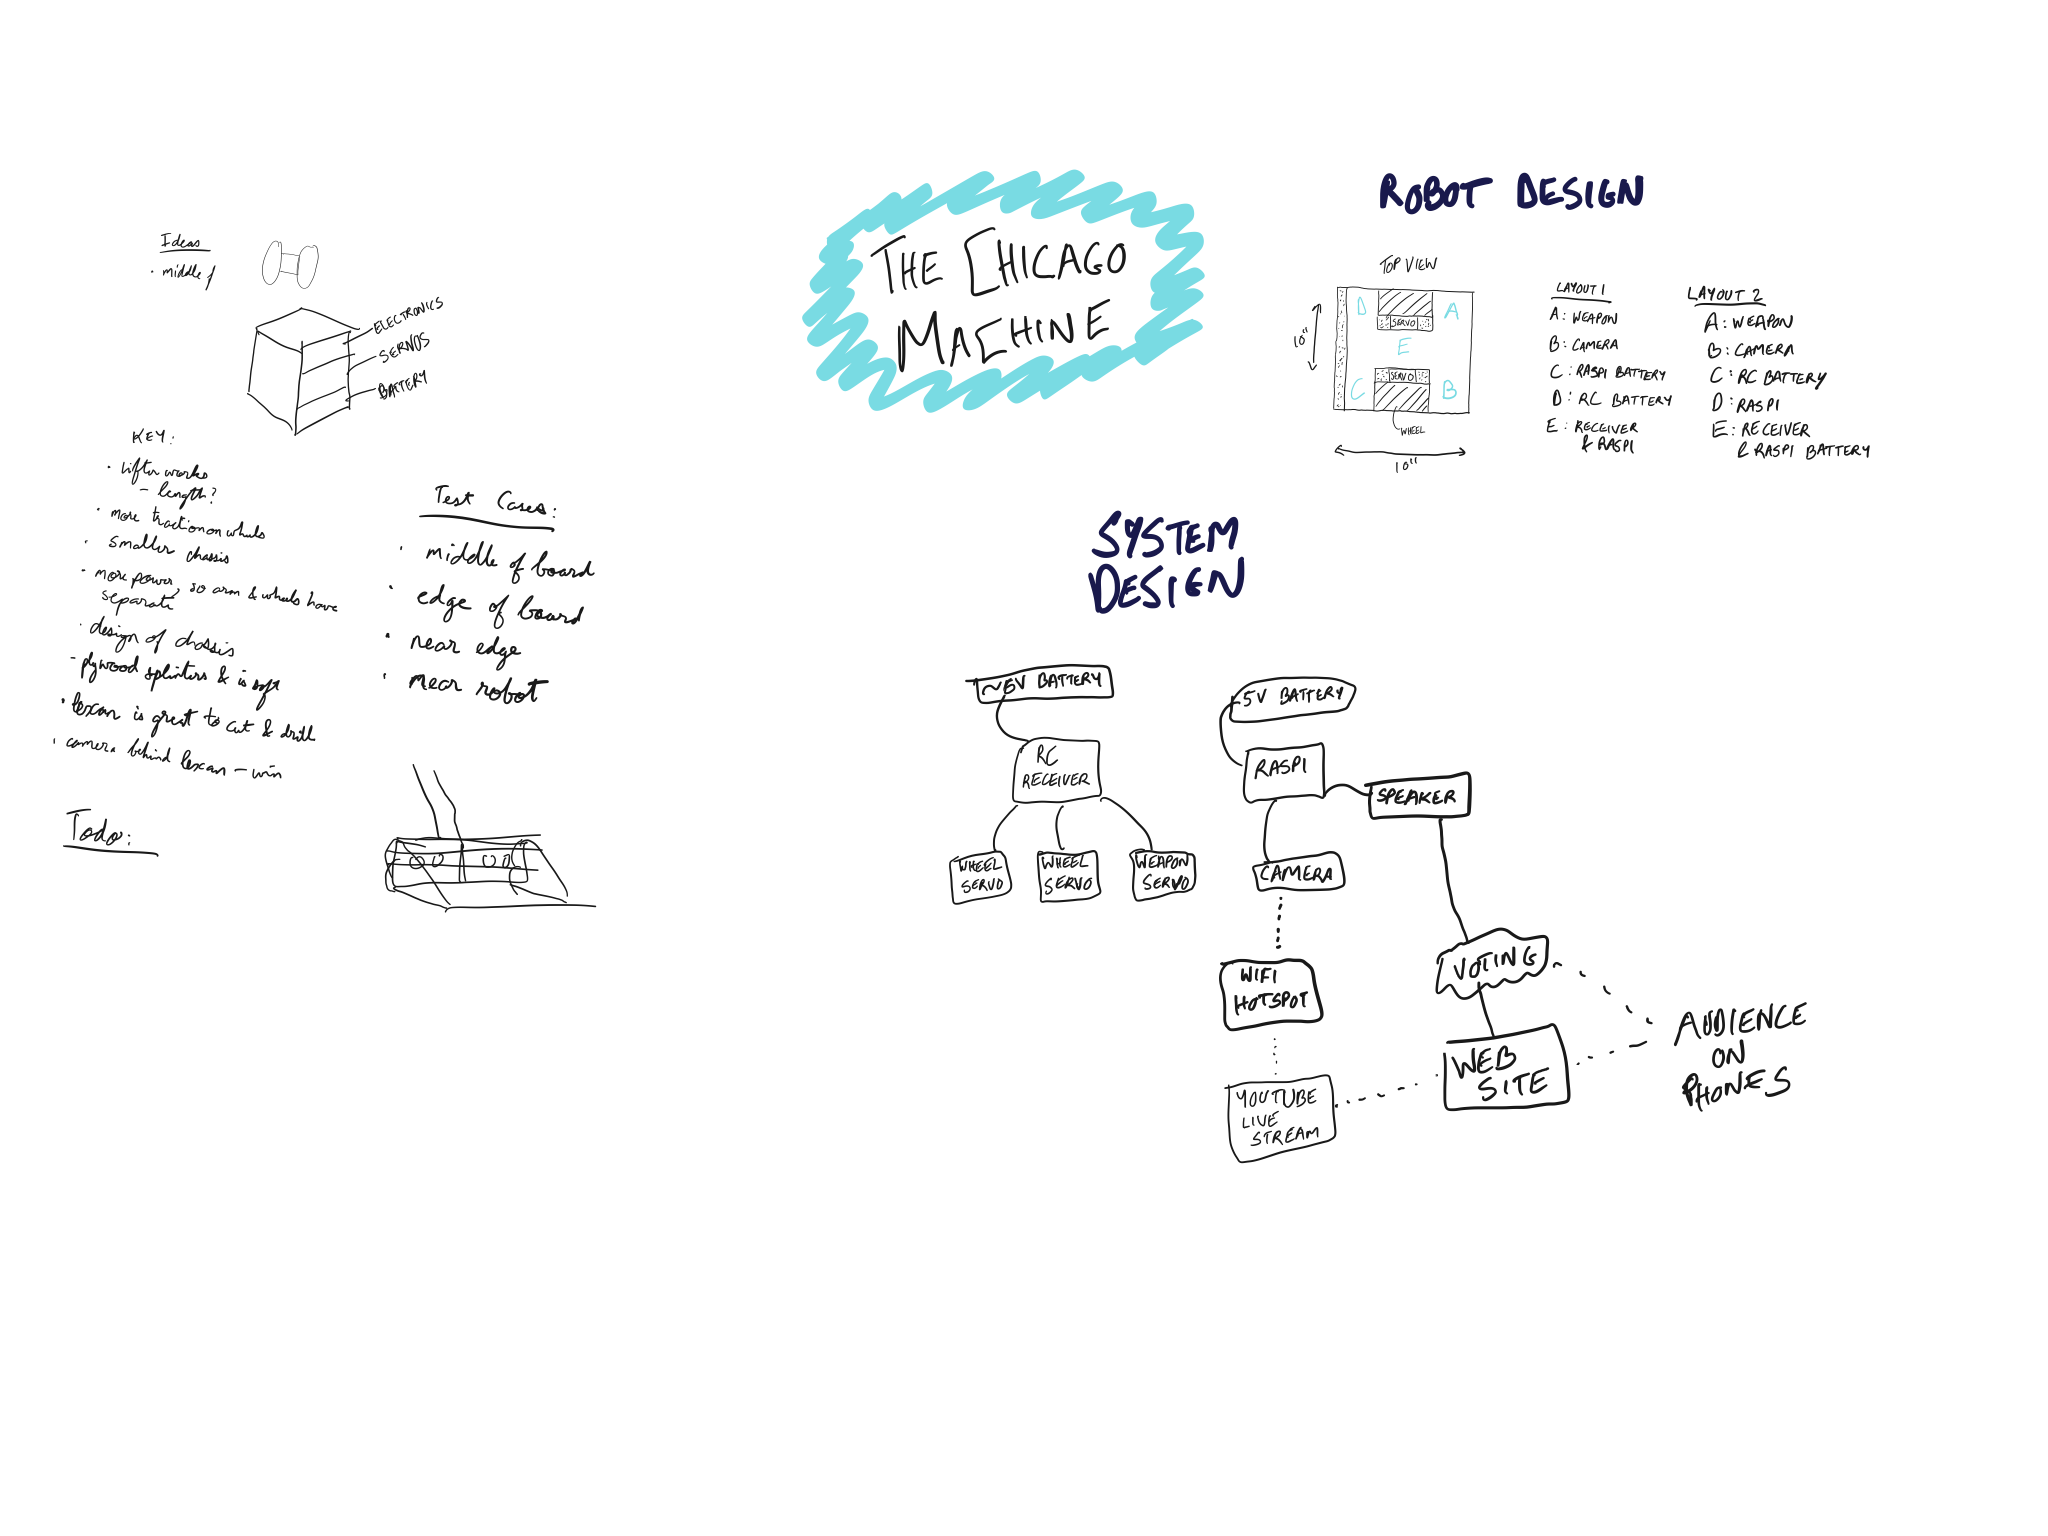 Ideas
· middle of
ELECTRONICS
SERVOS
BATTERY
KEY:
· lifter works
- length?
· more traction on wheels
· smaller chassis
· more power, so arm & wheels have
separate
· design of chassis
- plywood splinters & is soft
· lexan is great to cut & drill
· camera behind lexan - win
Todo:
Test Cases:
· middle of board
· edge of board
· near edge
· near robot
THE CHICAGO
MACHINE
ROBOT DESIGN
TOP VIEW
D
A
SERVO
E
SERVO
C
B
WHEEL
10"
10"
LAYOUT 1
A: WEAPON
B: CAMERA
C: RASPI BATTERY
D: RC BATTERY
E: RECEIVER
& RASPI
LAYOUT 2
A: WEAPON
B: CAMERA
C: RC BATTERY
D: RASPI
E: RECEIVER
& RASPI BATTERY
SYSTEM
DESIGN
~6V BATTERY
RC
RECEIVER
WHEEL
SERVO
WHEEL
SERVO
WEAPON
SERVO
5V BATTERY
RASPI
SPEAKER
CAMERA
WIFI
HOTSPOT
YOUTUBE
LIVE
STREAM
VOTING
WEB
SITE
AUDIENCE
ON
PHONES